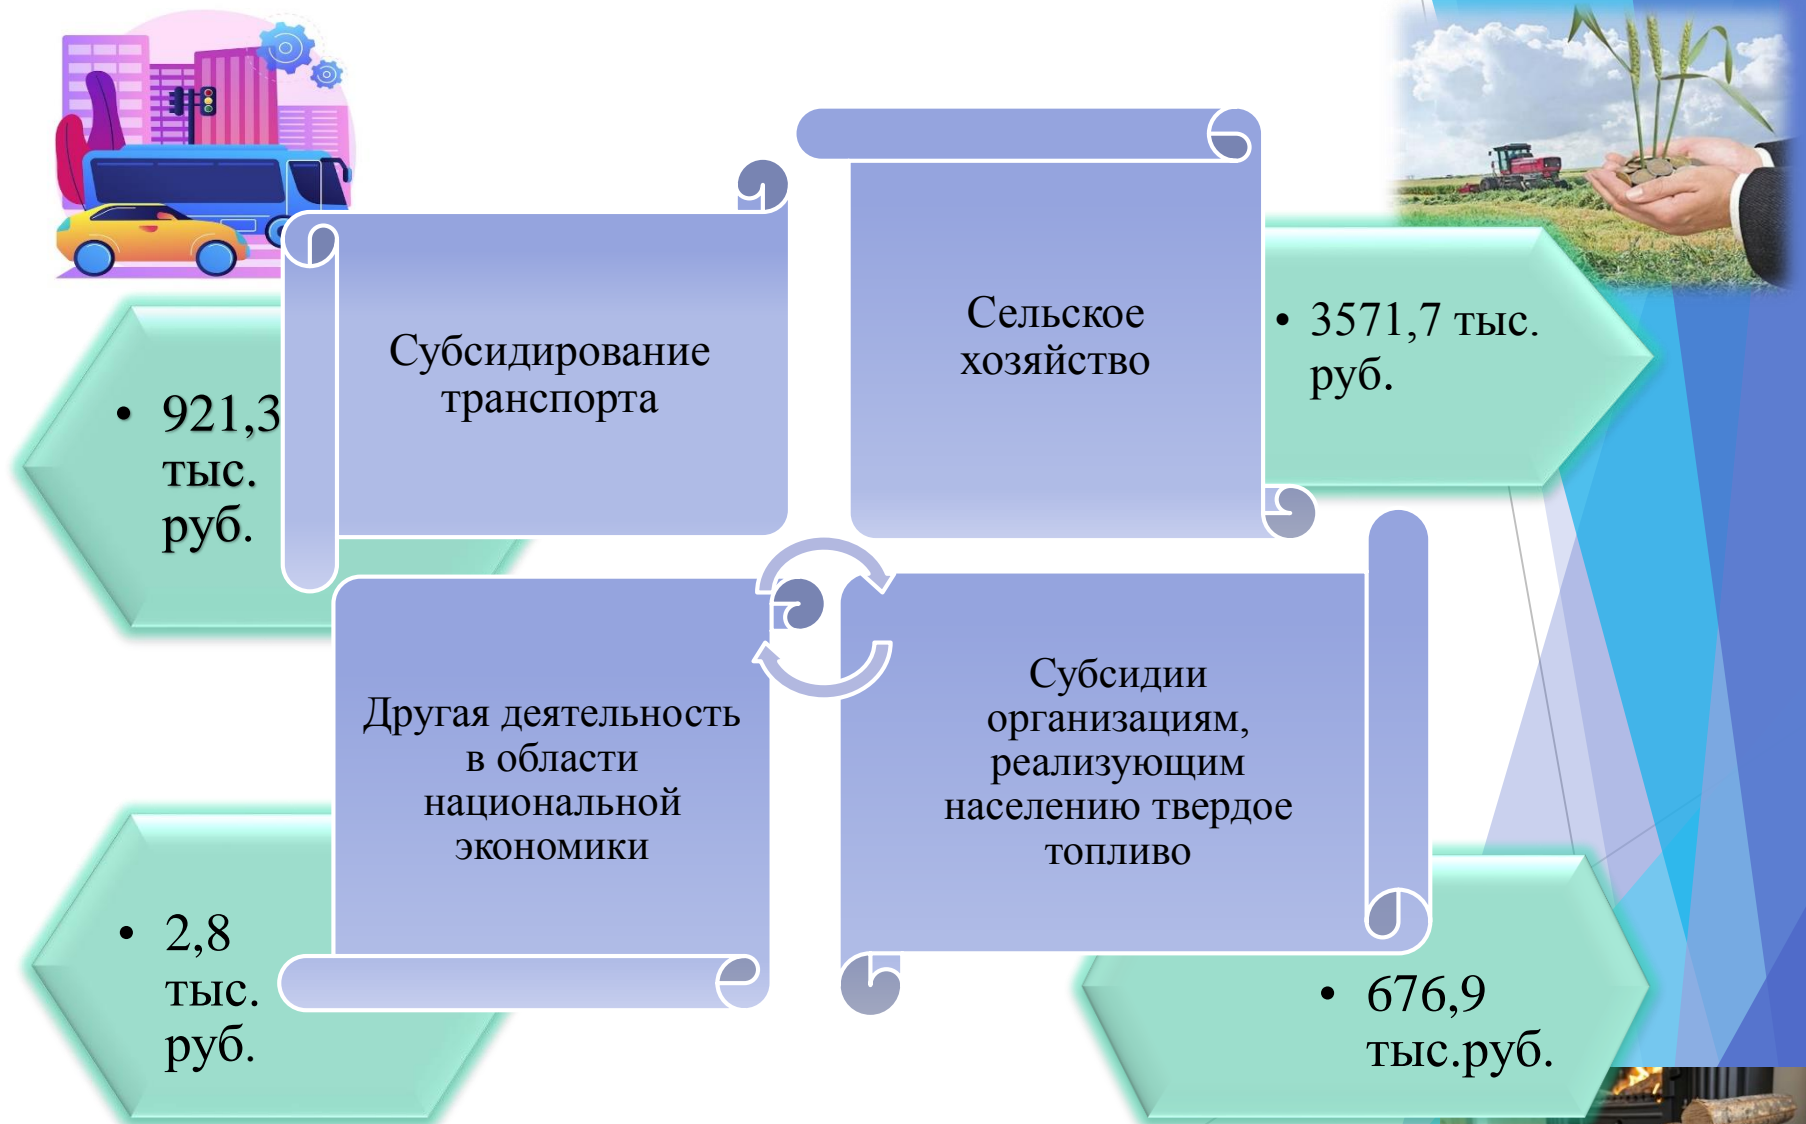 Субсидирование
транспорта
• 921,3
тыс.
руб.
Сельское
хозяйство
• 3571,7 тыс.
руб.
Другая деятельность
в области
национальной
экономики
• 2,8
тыс.
руб.
Субсидии
организациям,
реализующим
населению твердое
топливо
• 676,9
тыс.руб.